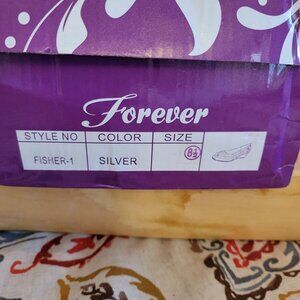 Forever
STYLE NO COLOR SIZE
FISHER-1 SILVER 8½